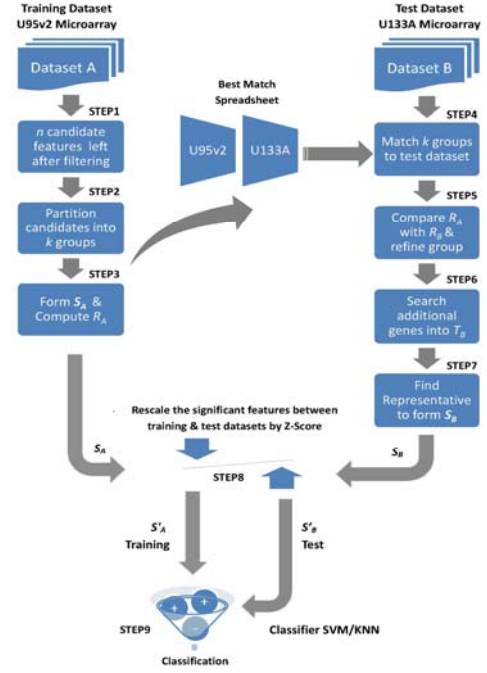 Training Dataset
U95v2 Microarray
Dataset A
STEP1
n candidate
features left
after filtering
STEP2
Partition
candidates into
k groups
STEP3
Form SA &
Compute RA
Best Match
Spreadsheet
U95v2
U133A
Test Dataset
U133A Microarray
Dataset B
STEP4
Match k groups
to test dataset
STEP5
Compare RA
with RB &
refine group
STEP6
Search
additional
genes into TB
STEP7
Find
Representative
to form SB
Rescale the significant features between
training & test datasets by Z-Score
SA
SB
STEP8
S'A
Training
S'B
Test
STEP9
+
+
-
Classifier SVM/KNN
Classification